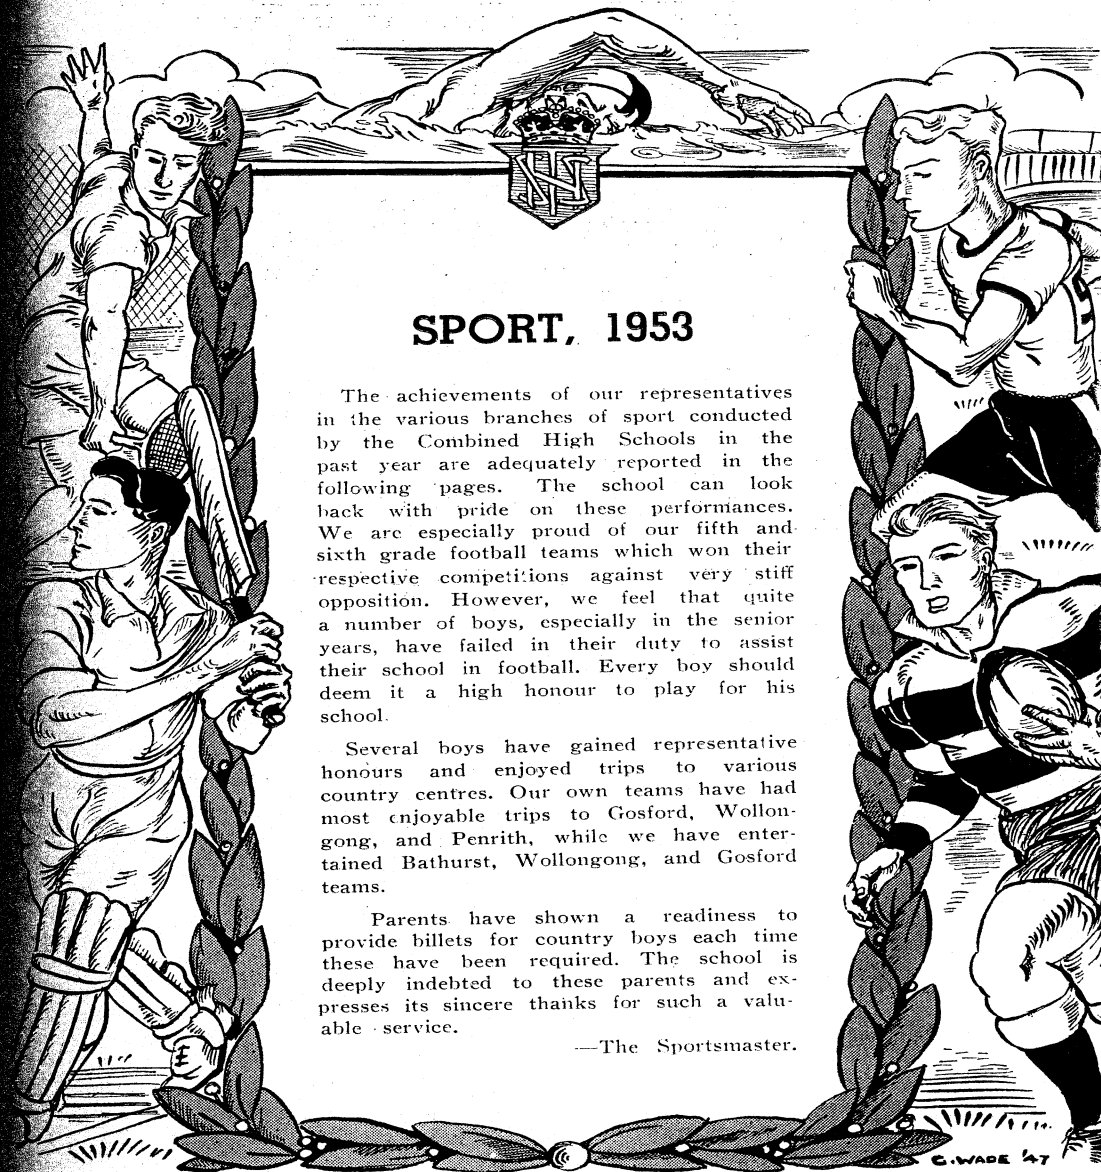 SPORT, 1953
The achievements of our representatives
in the various branches of sport conducted
by the Combined High Schools in the
past year are adequately reported in the
following pages. The school can look
back with pride on these performances.
We are especially proud of our fifth and
sixth grade football teams which won their
respective competitions against very stiff
opposition. However, we feel that quite
a number of boys, especially in the senior
years, have failed in their duty to assist
their school in football. Every boy should
deem it a high honour to play for his
school.
Several boys have gained representative
honours and enjoyed trips to various
country centres. Our own teams have had
most enjoyable trips to Gosford, Wollon-
gong, and Penrith, while we have enter-
tained Bathurst, Wollongong, and Gosford
teams.
Parents have shown a readiness to
provide billets for country boys each time
these have been required. The school is
deeply indebted to these parents and ex-
presses its sincere thanks for such a valu-
able service.
—The Sportsmaster.
C. WADE '47